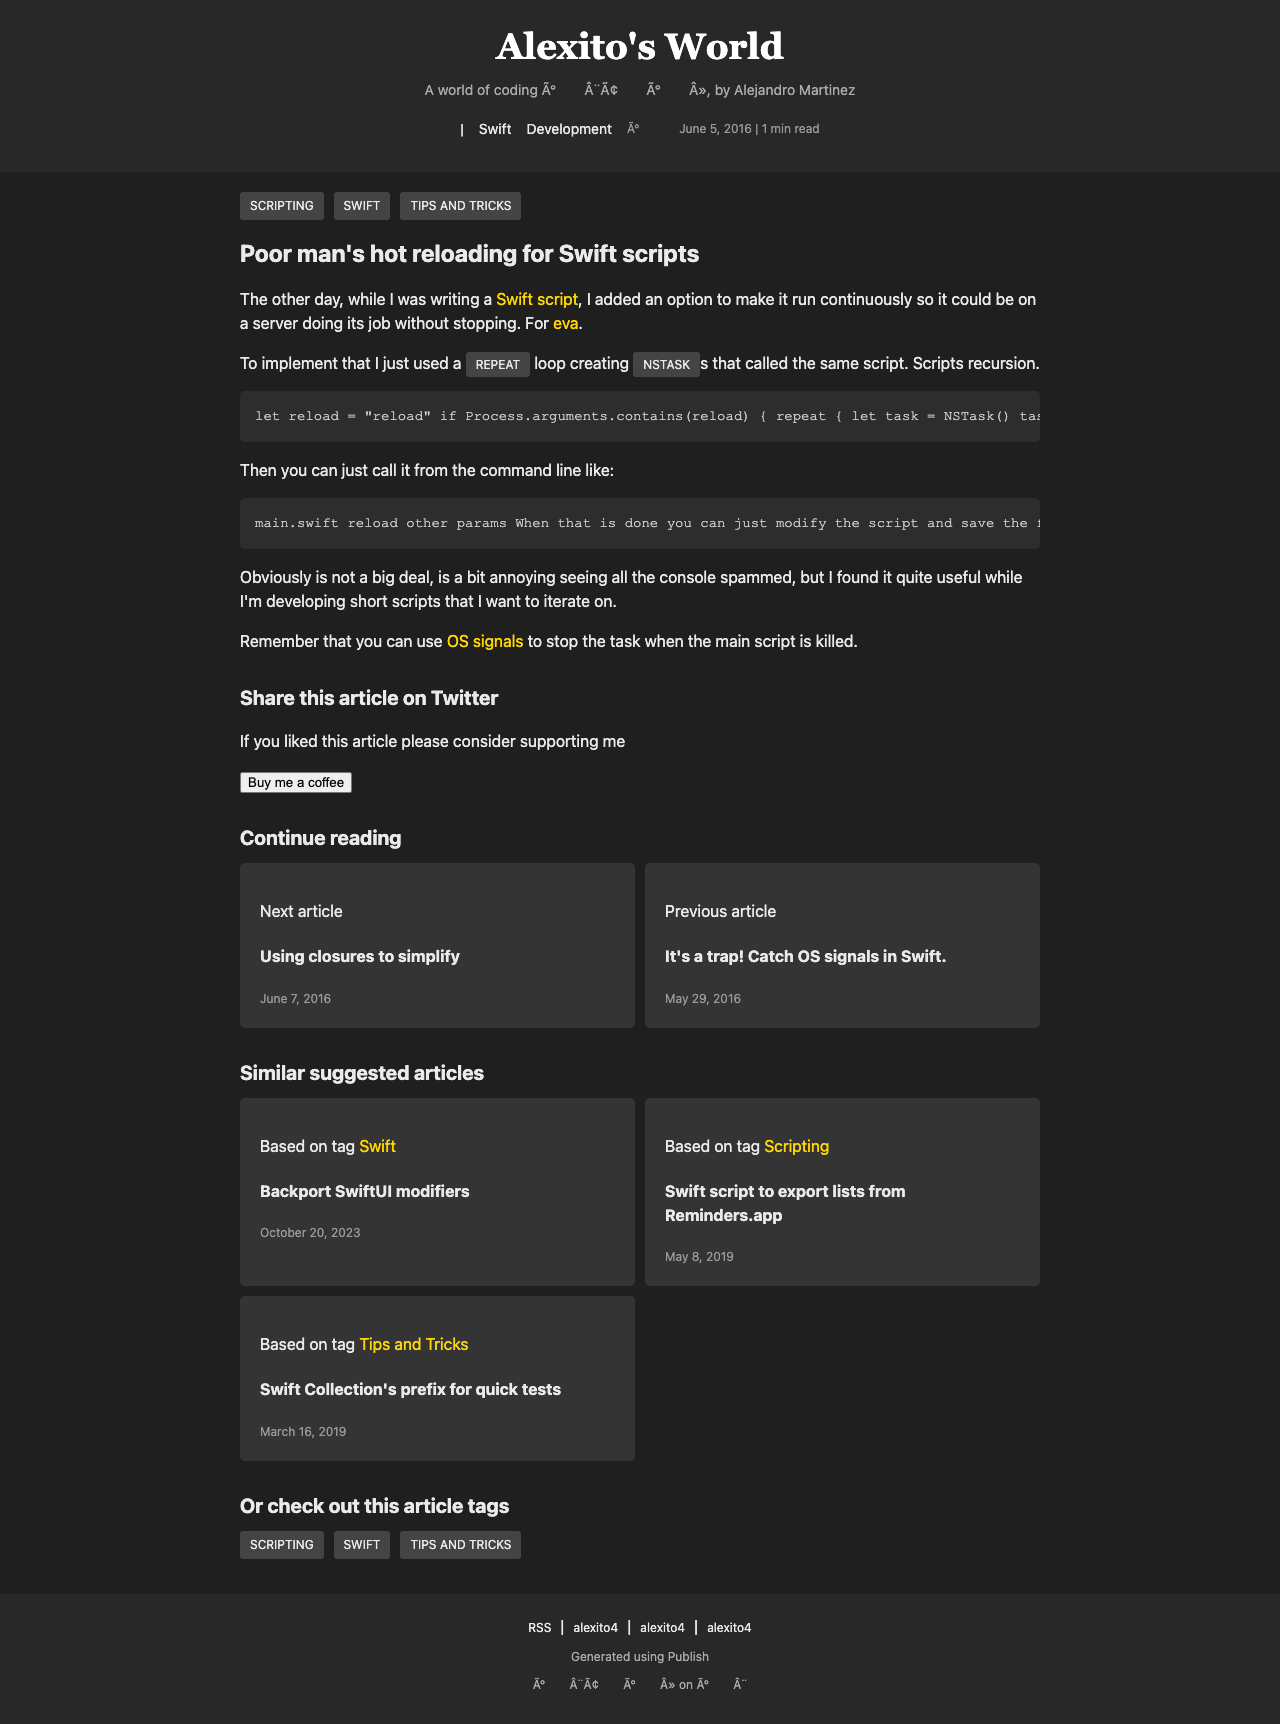 Alexito's World
A world of coding Ãº Â¨Ã¢ Ãº Â», by Alejandro Martinez
| Swift Development Ãº June 5, 2016 | 1 min read
SCRIPTING SWIFT TIPS AND TRICKS
Poor man's hot reloading for Swift scripts
The other day, while I was writing a Swift script, I added an option to make it run continuously so it could be on
a server doing its job without stopping. For eva.
To implement that I just used a REPEAT loop creating NSTASK s that called the same script. Scripts recursion.
let reload = "reload" if Process.arguments.contains(reload) { repeat { let task = NSTask()
Then you can just call it from the command line like:
main.swift reload other params When that is done you can just modify the script and save the
Obviously is not a big deal, is a bit annoying seeing all the console spammed, but I found it quite useful while
I'm developing short scripts that I want to iterate on.
Remember that you can use OS signals to stop the task when the main script is killed.
Share this article on Twitter
If you liked this article please consider supporting me
Buy me a coffee
Continue reading
Next article
Using closures to simplify
June 7, 2016
Previous article
It's a trap! Catch OS signals in Swift.
May 29, 2016
Similar suggested articles
Based on tag Swift
Backport SwiftUI modifiers
October 20, 2023
Based on tag Scripting
Swift script to export lists from
Reminders.app
May 8, 2019
Based on tag Tips and Tricks
Swift Collection's prefix for quick tests
March 16, 2019
Or check out this article tags
SCRIPTING SWIFT TIPS AND TRICKS
RSS | alexito4 | alexito4 | alexito4
Generated using Publish
Ãº Â¨Ã¢ Ãº Â» on Ãº Â¨